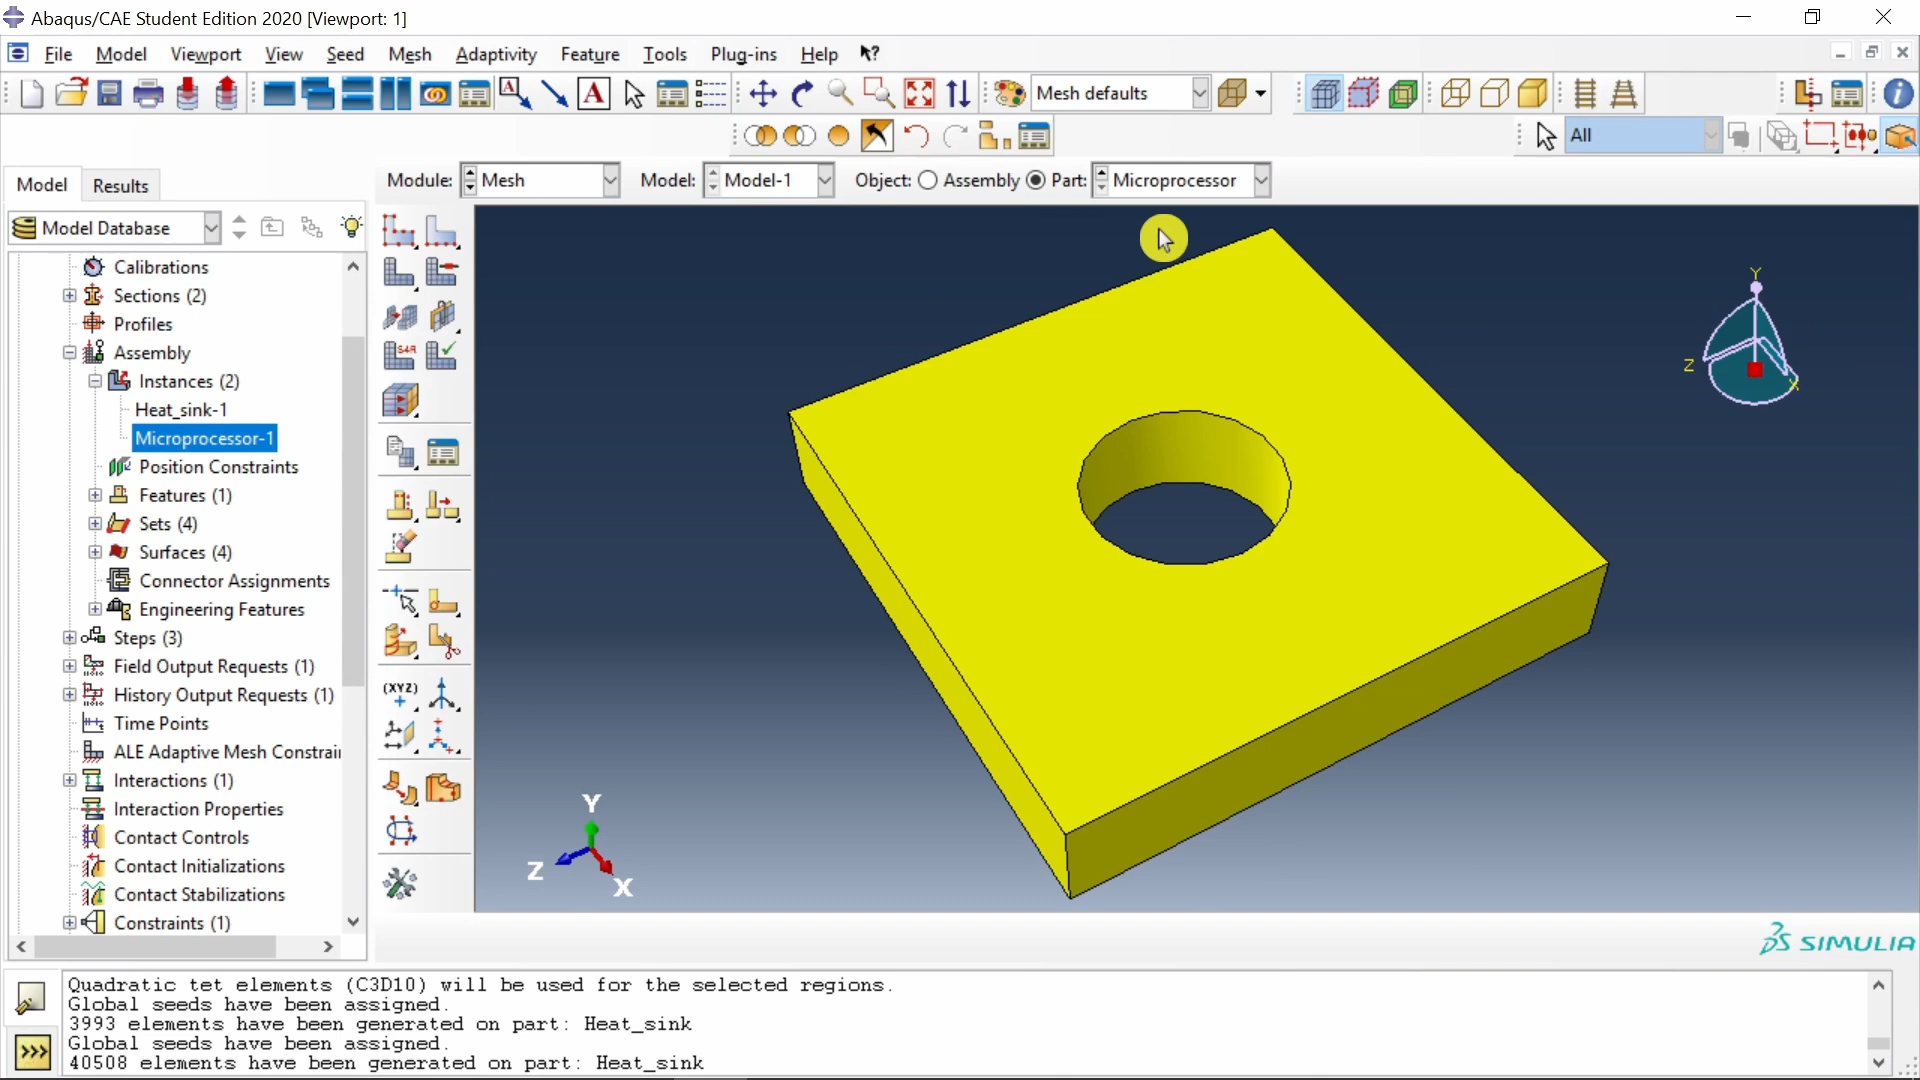 Abaqus/CAE Student Edition 2020 [Viewport: 1]
File Model Viewport View Seed Mesh Adaptivity Feature Tools Plug-ins Help
Mesh defaults
All
Model Results
Module: Mesh Model: Model-1 Object: Assembly Part: Microprocessor
Model Database
Calibrations
Sections (2)
Profiles
Assembly
Instances (2)
Heat_sink-1
Microprocessor-1
Position Constraints
Features (1)
Sets (4)
Surfaces (4)
Connector Assignments
Engineering Features
Steps (3)
Field Output Requests (1)
History Output Requests (1)
Time Points
ALE Adaptive Mesh Constrai
Interactions (1)
Interaction Properties
Contact Controls
Contact Initializations
Contact Stabilizations
Constraints (1)
S4R
(XYZ)
Y
Z
X
Y
Z
X
SIMULIA
Quadratic tet elements (C3D10) will be used for the selected regions.
Global seeds have been assigned.
3993 elements have been generated on part: Heat_sink
Global seeds have been assigned.
40508 elements have been generated on part: Heat_sink
>>>